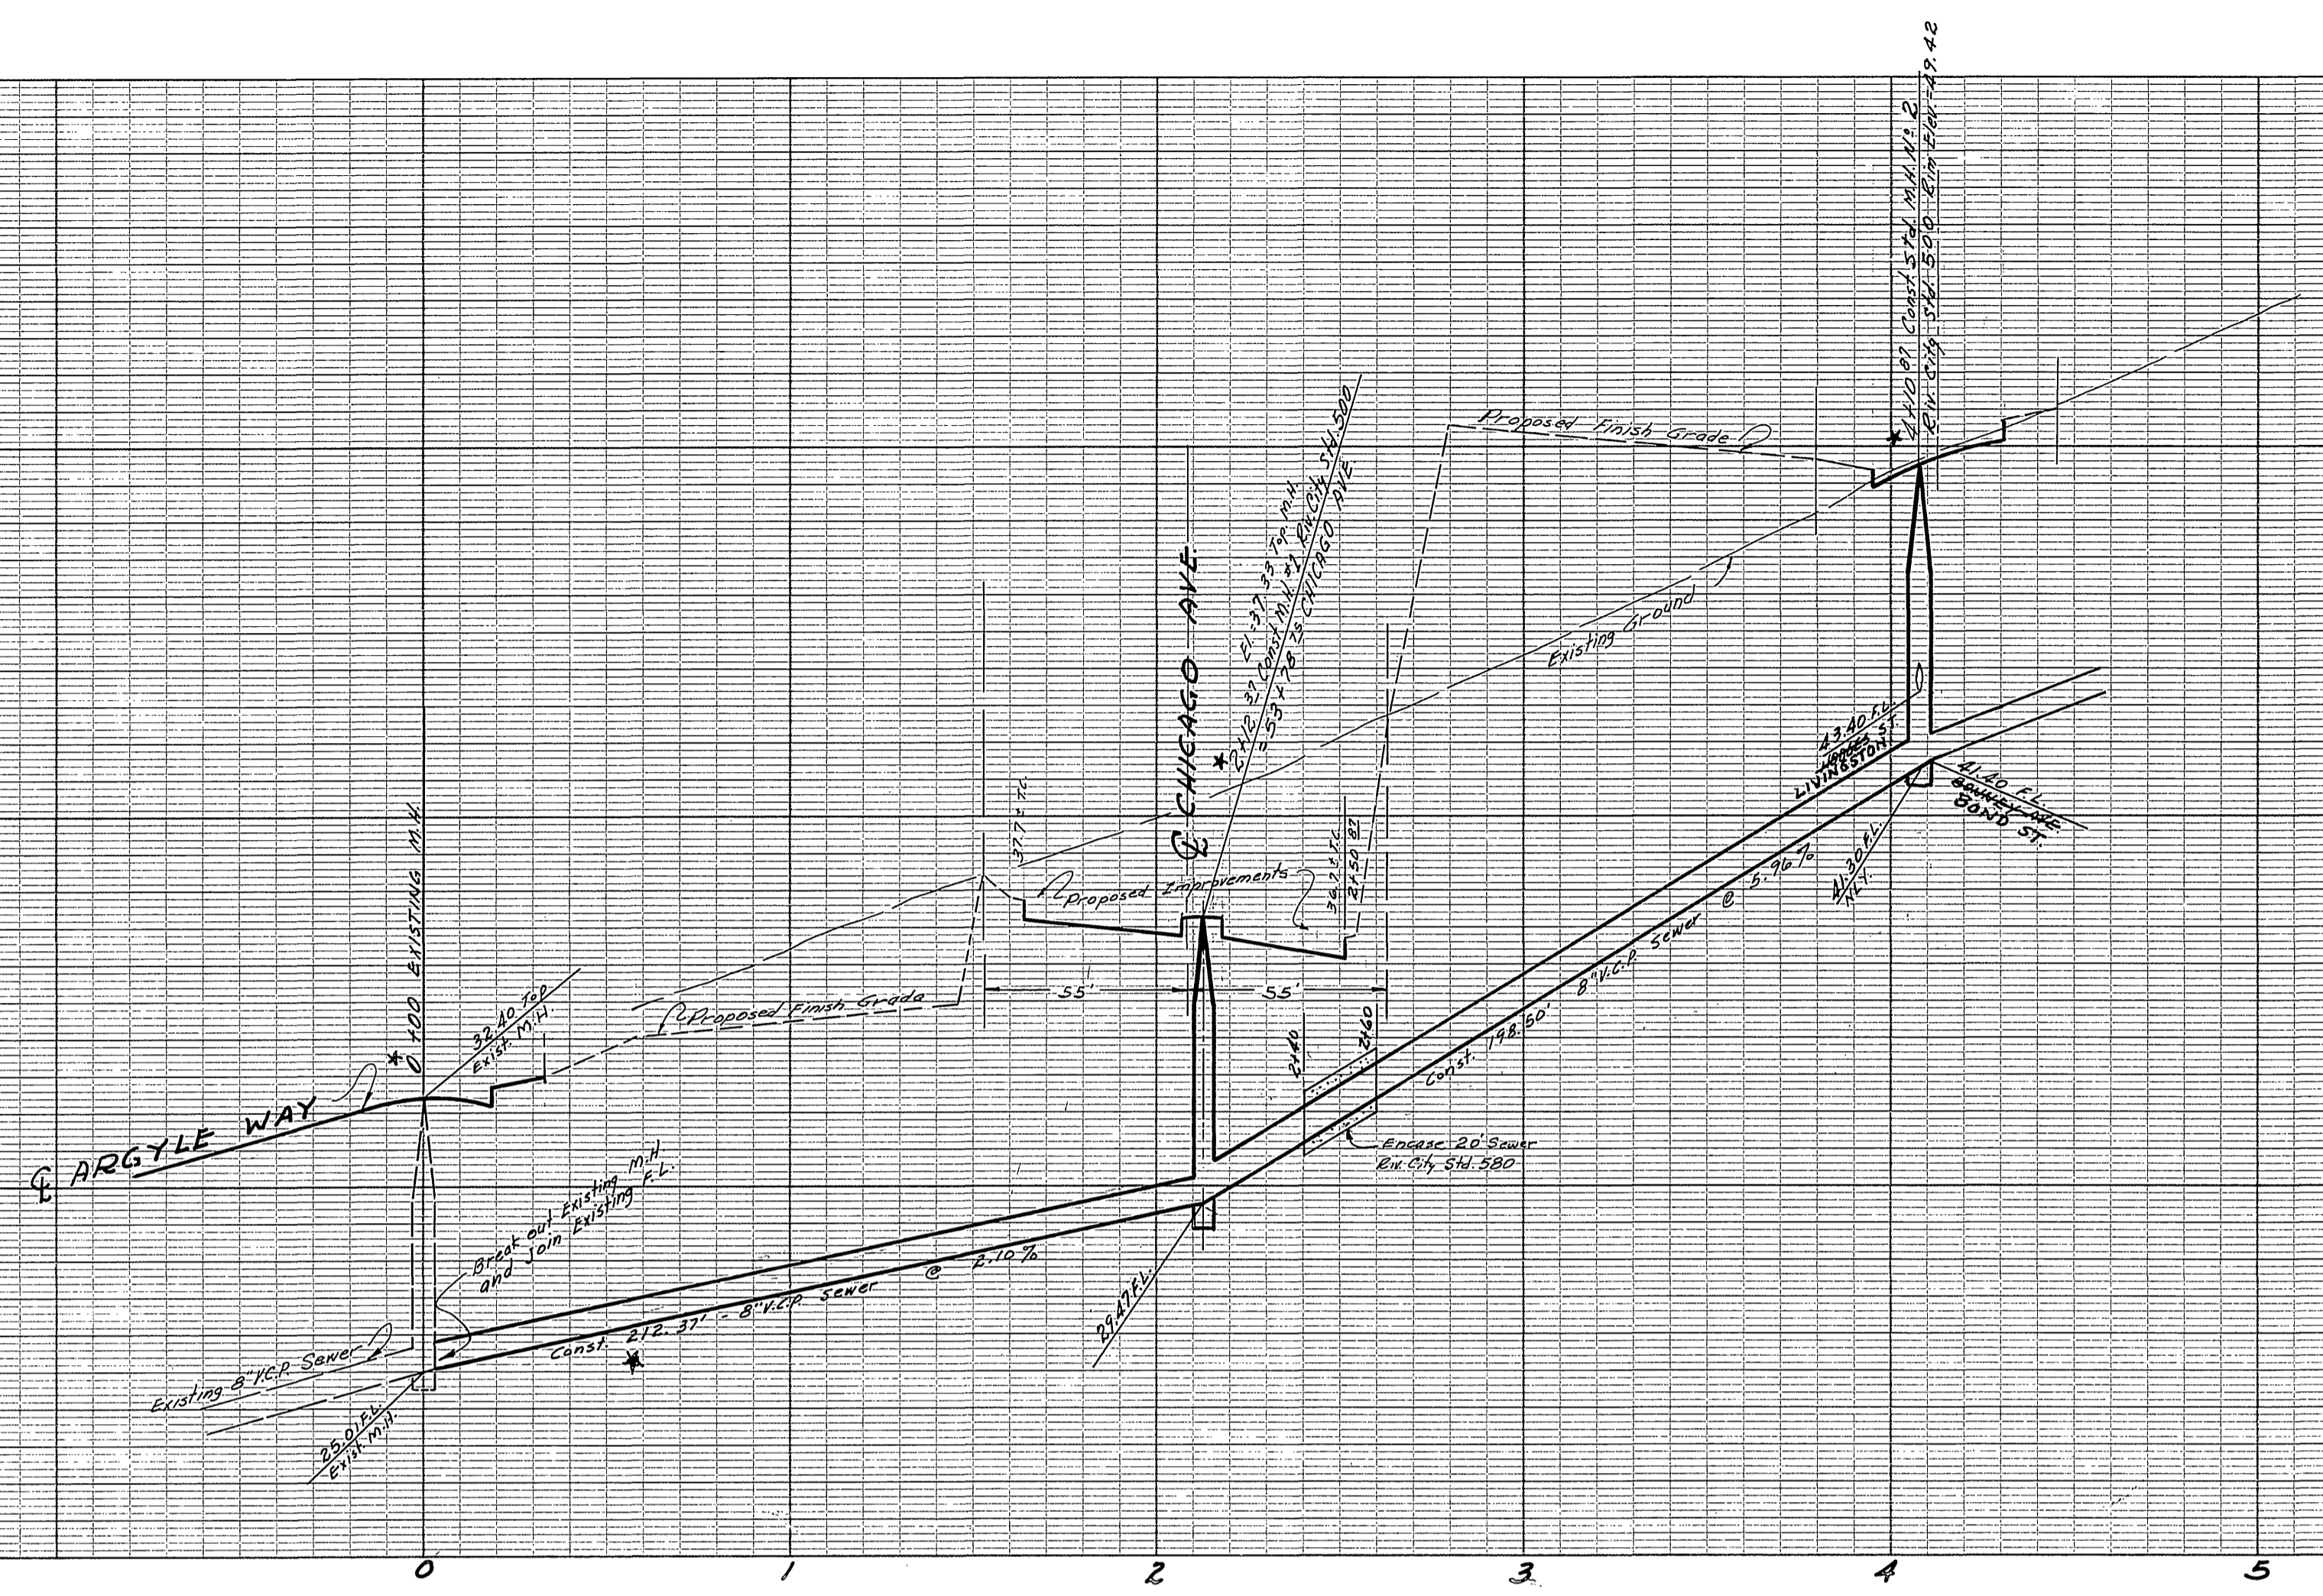 4+10.87 Const. Std. M.H. No. 2
Riv. City Std. 500 Rim Elev.=49.42
Proposed Finish Grade
El.=37.33 Top M.H.
2+12.37 Const. M.H. #1 Riv. City Std. 500
= 53+78.75 CHICAGO AVE
℄ CHICAGO AVE.
Existing Ground
37.7± T.C.
36.7± T.C.
2+50.87
Proposed Improvements
43.40 F.L.
LIVINGSTON
41.40 F.L.
BONNEY AVE.
BOND ST.
41.30 F.L.
N'LY.
0+00 EXISTING M.H.
32.40 Top
Exist. M.H.
Proposed Finish Grade
55'
55'
2+40
2+60
8" V.C.P. Sewer @ 5.96%
Const. 198.50'
Encase 20' Sewer
Riv. City Std. 580
℄ ARGYLE WAY
Break out Existing M.H.
and join Existing F.L.
Const. 212.37' - 8" V.C.P. Sewer @ 2.10%
29.47 F.L.
Existing 8" V.C.P. Sewer
25.01 F.L.
Exist. M.H.
0 1 2 3 4 5